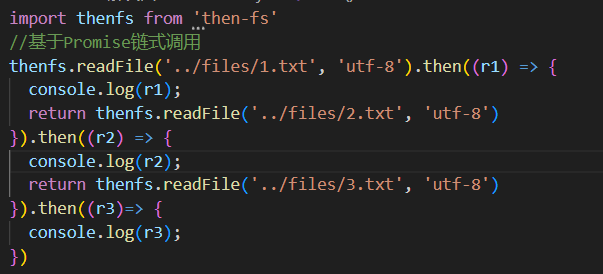 import thenfs from 'then-fs'
//基于Promise链式调用
thenfs.readFile('../files/1.txt', 'utf-8').then((r1) => {
  console.log(r1);
  return thenfs.readFile('../files/2.txt', 'utf-8')
}).then((r2) => {
  console.log(r2);
  return thenfs.readFile('../files/3.txt', 'utf-8')
}).then((r3)=> {
  console.log(r3);
})